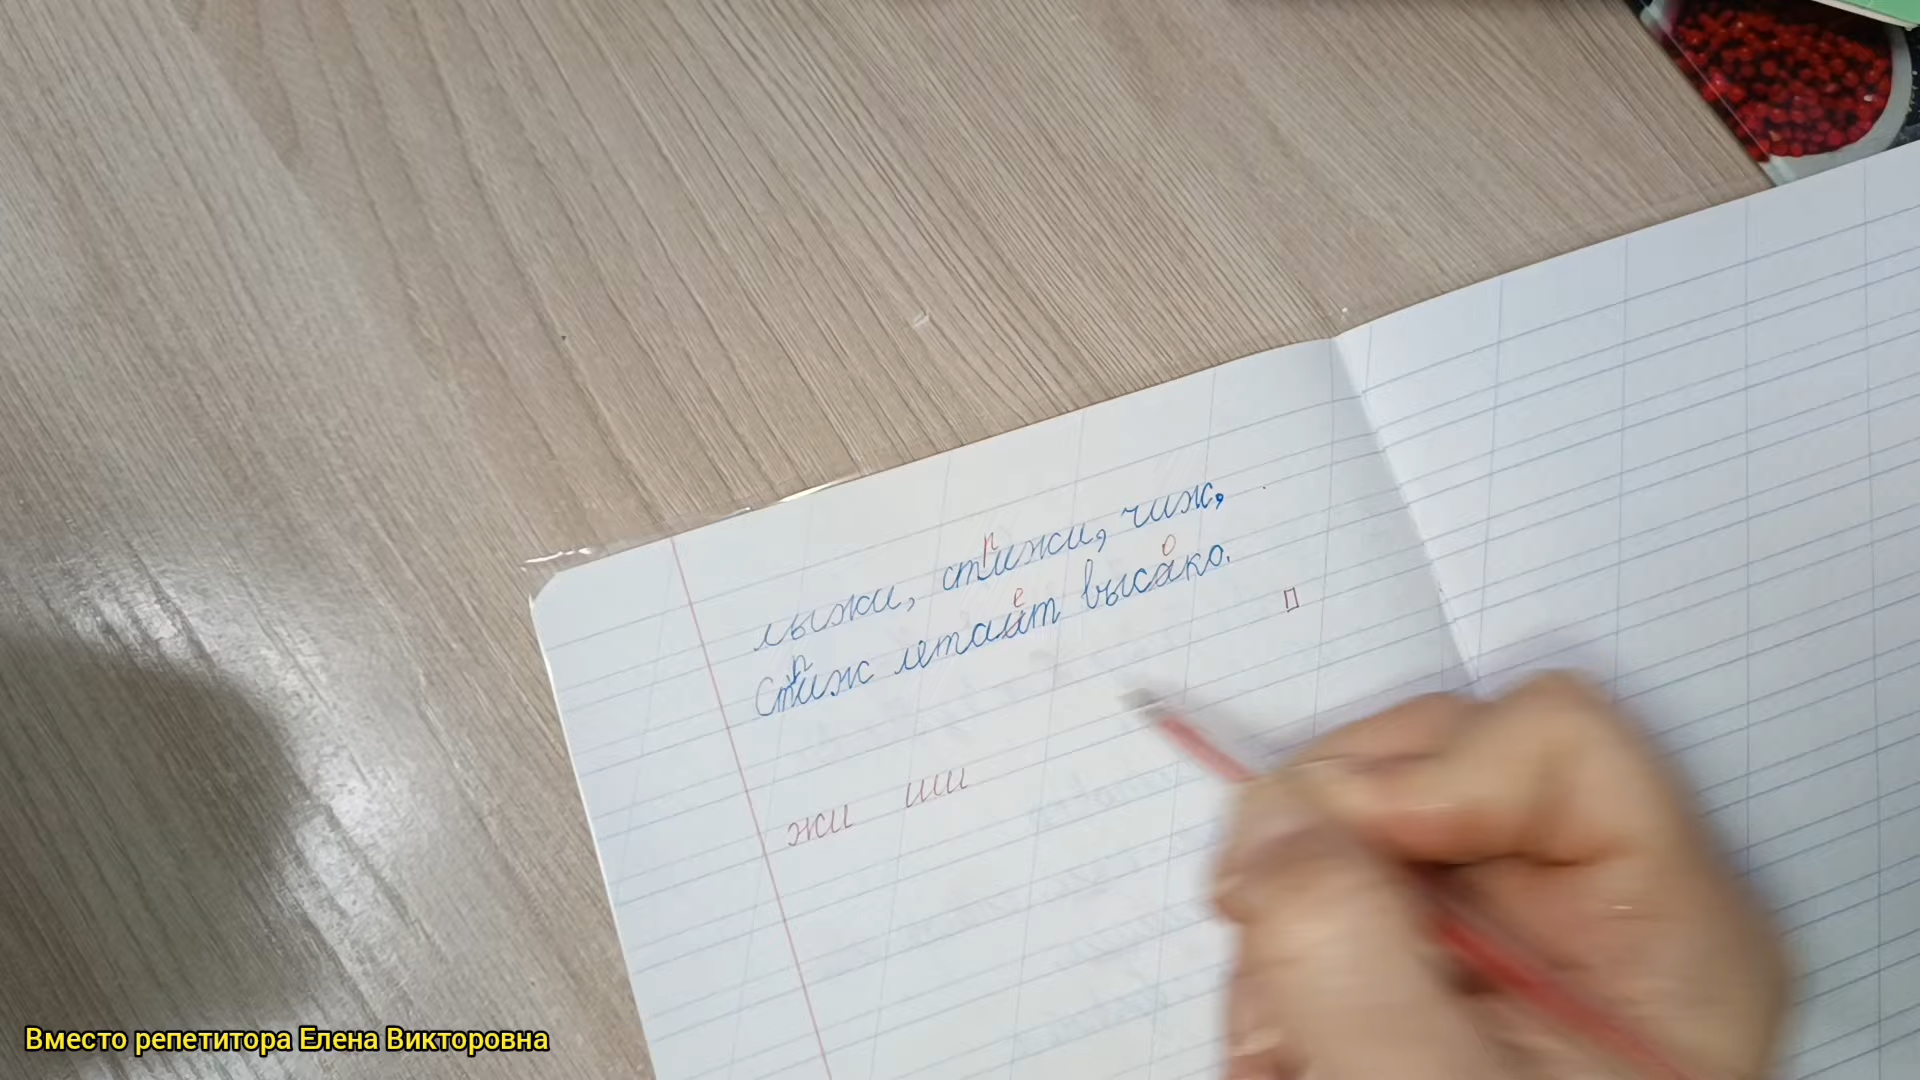 лыжи, стижи, чиж,
Стиж летаит высако.
р
е
о
р
жи ши
Вместо репетитора Елена Викторовна